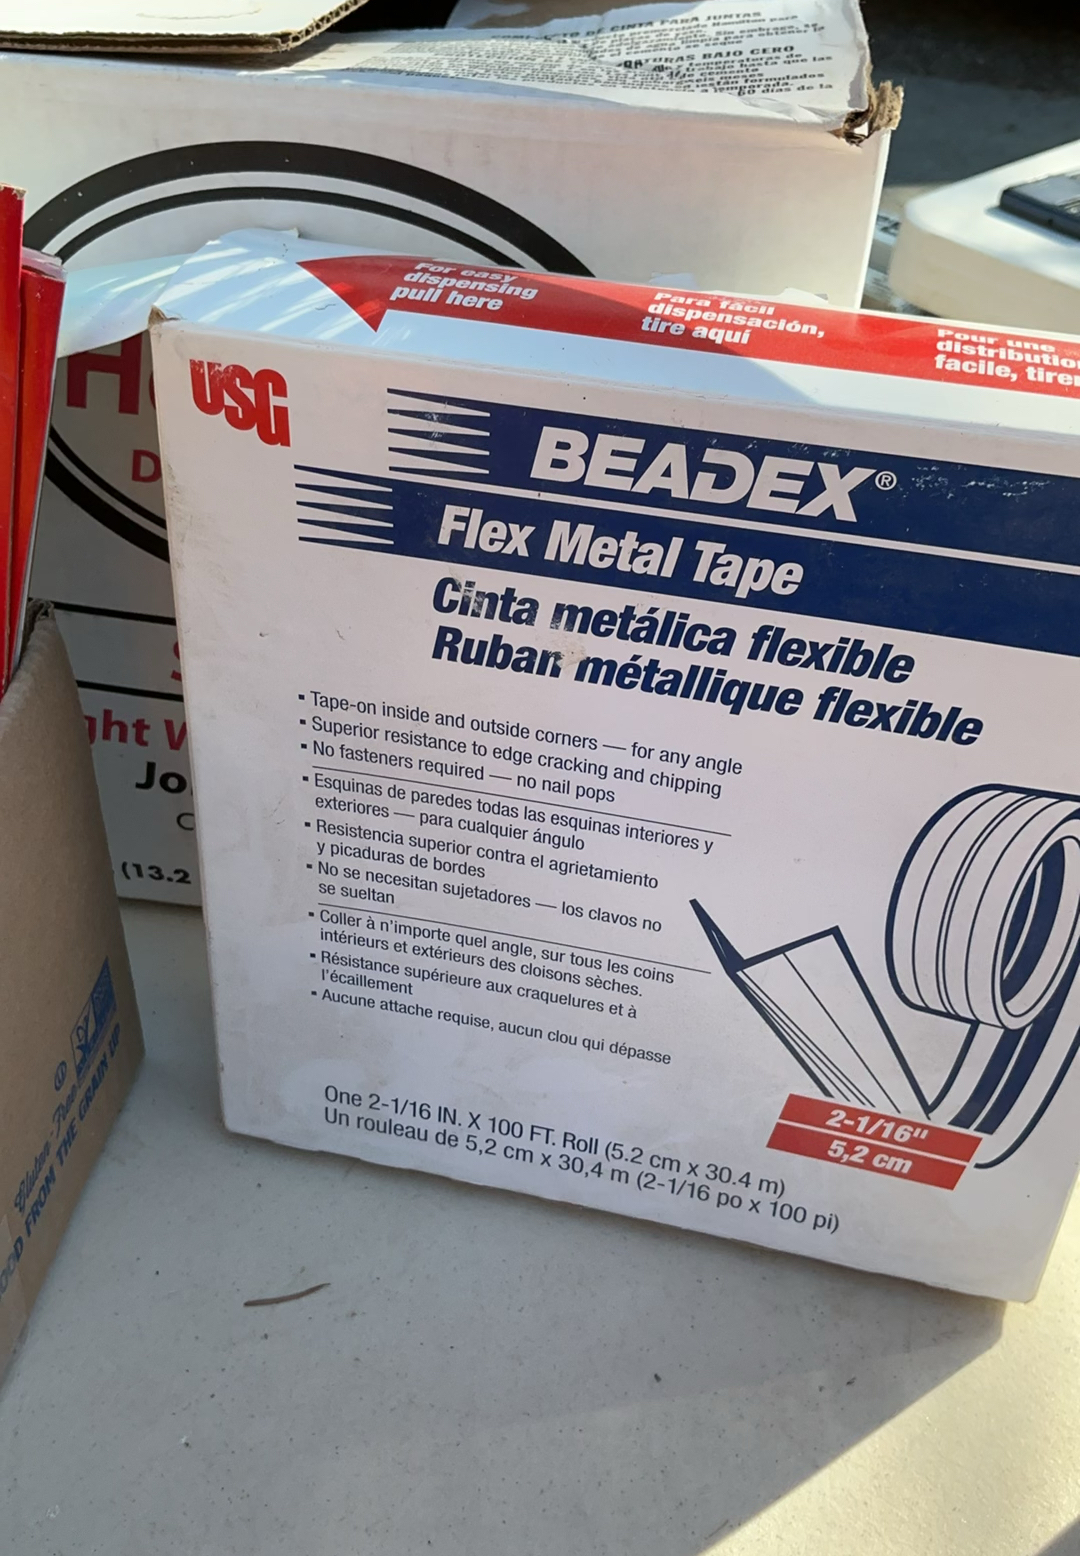 DE CINTA PARA JUNTAS
BAJO CERO
For easy
dispensing
pull here
Para fácil
dispensación,
tire aquí
Pour une
facile,
USG
BEADEX®
Flex Metal Tape
Cinta metálica flexible
Ruban métallique flexible
▪ Tape-on inside and outside corners — for any angle
▪ Superior resistance to edge cracking and chipping
▪ No fasteners required — no nail pops
▪ Esquinas de paredes todas las esquinas interiores y
exteriores — para cualquier ángulo
▪ Resistencia superior contra el agrietamiento
y picaduras de bordes
▪ No se necesitan sujetadores — los clavos no
se sueltan
▪ Coller à n'importe quel angle, sur tous les coins
intérieurs et extérieurs des cloisons sèches.
▪ Résistance supérieure aux craquelures et à
l'écaillement
▪ Aucune attache requise, aucun clou qui dépasse
One 2-1/16 IN. X 100 FT. Roll (5.2 cm x 30.4 m)
Un rouleau de 5,2 cm x 30,4 m (2-1/16 po x 100 pi)
2-1/16"
5,2 cm
(13.2
FROM THE GRAIN UP